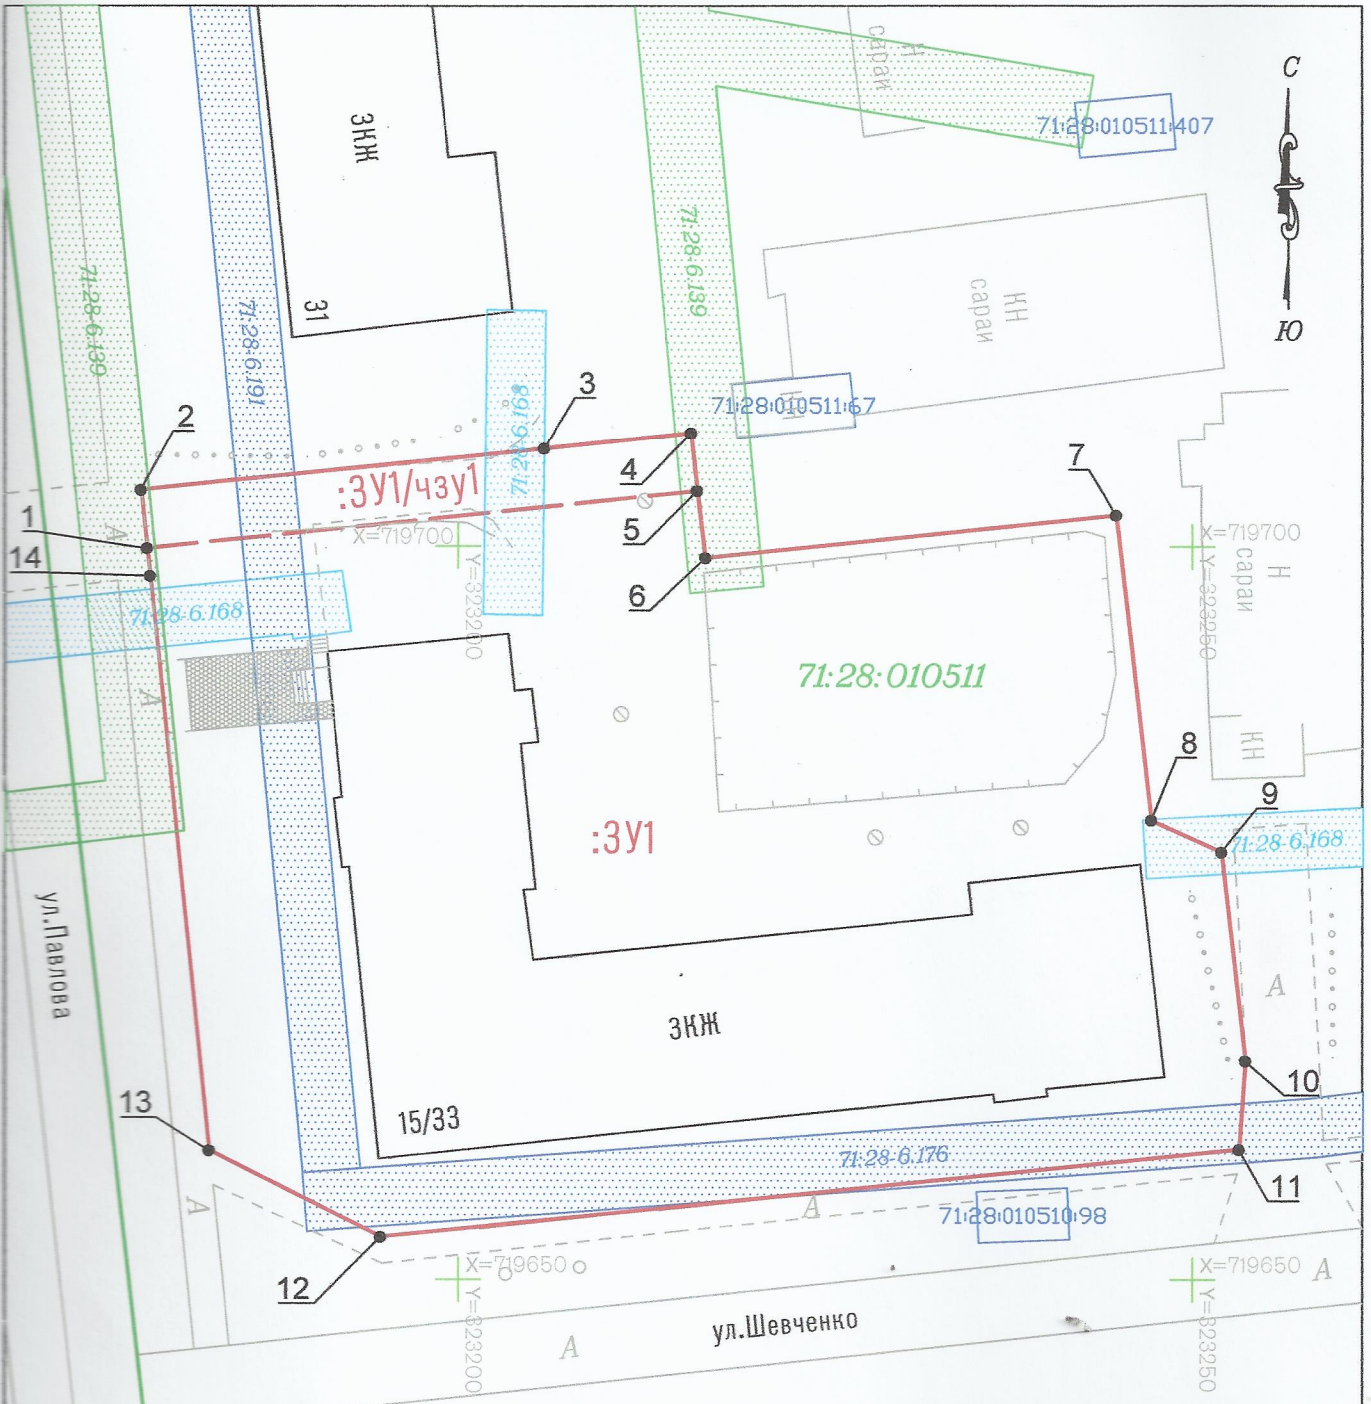 Н
сараи
С
Ю
71:28:010511:407
ЗКЖ
31
71:28-6.139
71:28-6.191
71:28-6.139
КН
сараи
71:28:010511:67
КН
3
2
4
7
71:28-6.168
:ЗУ1/чзу1
1
14
5
6
А
X=719700
Y=323200
X=719700
Y=323250
Н
сараи
71:28-6.168
А
71:28:010511
КН
8
9
71:28-6.168
:ЗУ1
ул.Павлова
ЗКЖ
А
10
13
15/33
71:28-6.176
11
А
А
71:28:010510:98
12
X=719650
Y=323200
X=719650
Y=323250
А
ул.Шевченко
А